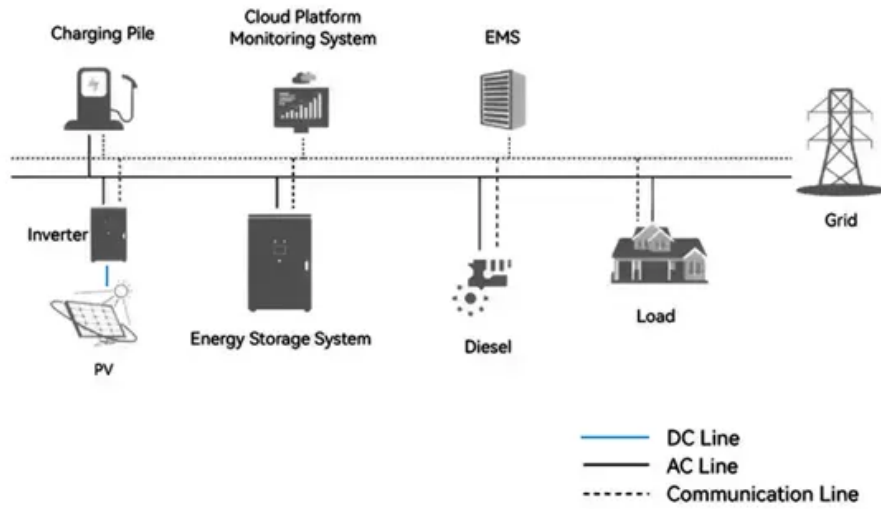 Charging Pile
Cloud Platform
Monitoring System
EMS
Grid
Inverter
Energy Storage System
Diesel
Load
PV
DC Line
AC Line
Communication Line